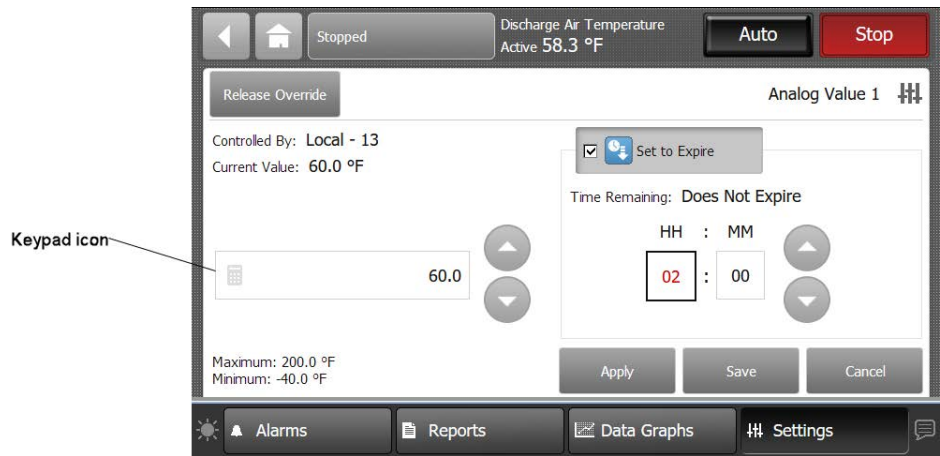 Stopped
Discharge Air Temperature
Active 58.3 °F
Auto
Stop
Release Override
Analog Value 1
Controlled By: Local - 13
Current Value: 60.0 °F
Set to Expire
Time Remaining: Does Not Expire
HH : MM
Keypad icon
60.0
02 : 00
Maximum: 200.0 °F
Minimum: -40.0 °F
Apply
Save
Cancel
Alarms
Reports
Data Graphs
Settings